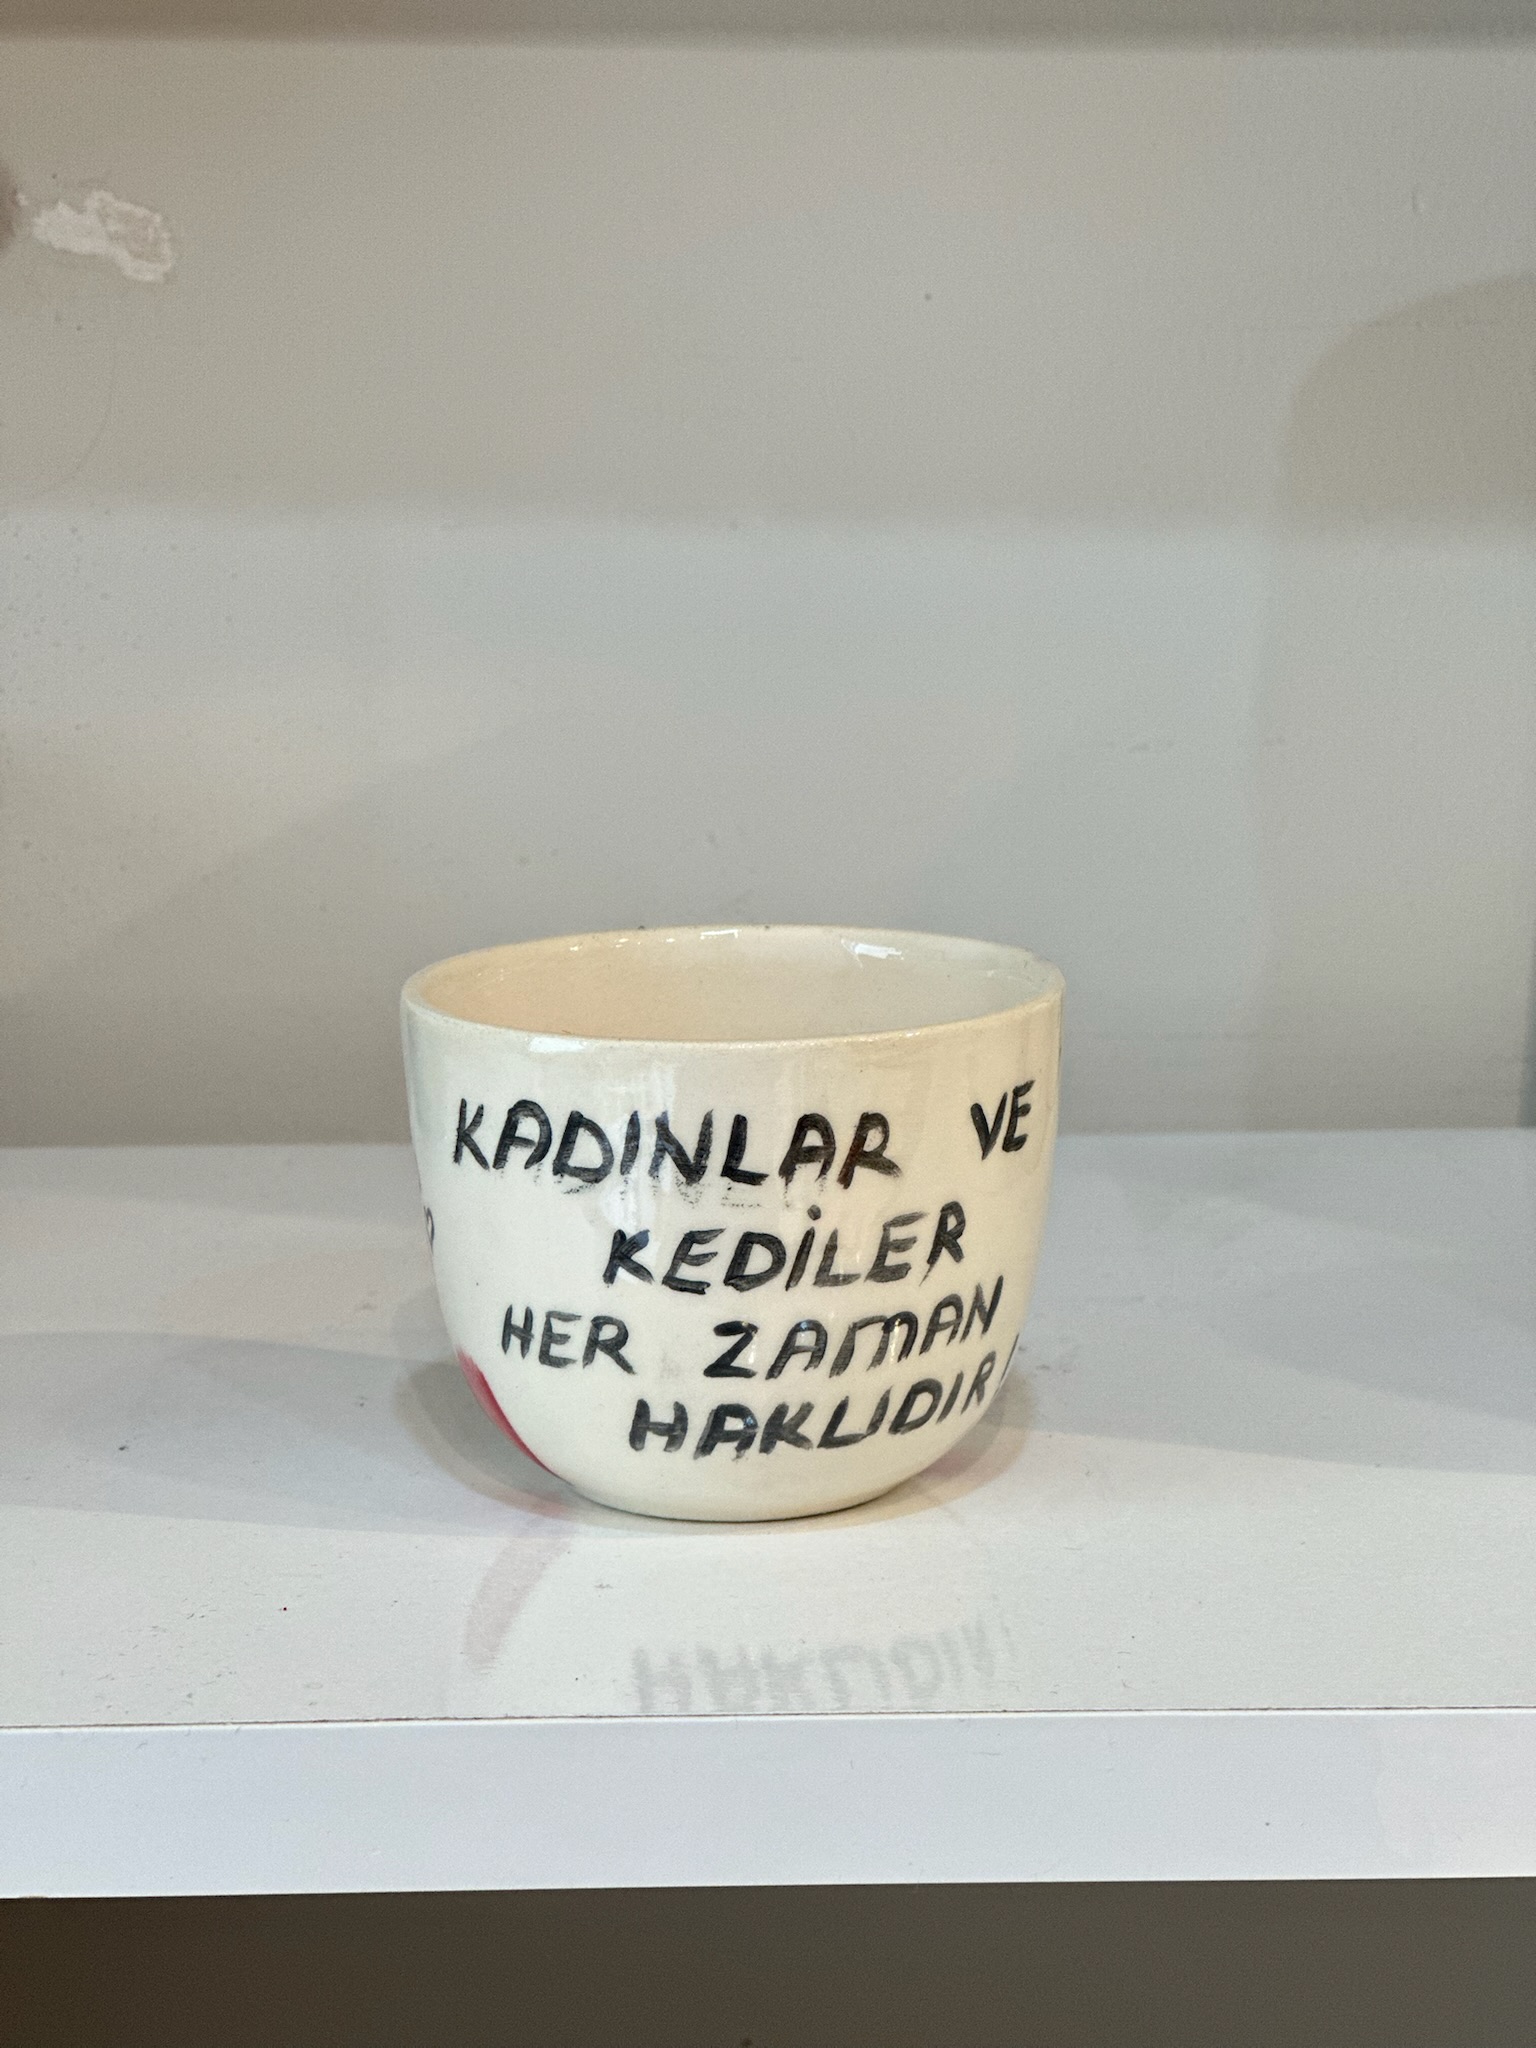 KADINLAR VE
KEDİLER
HER ZAMAN
HAKLIDIR!